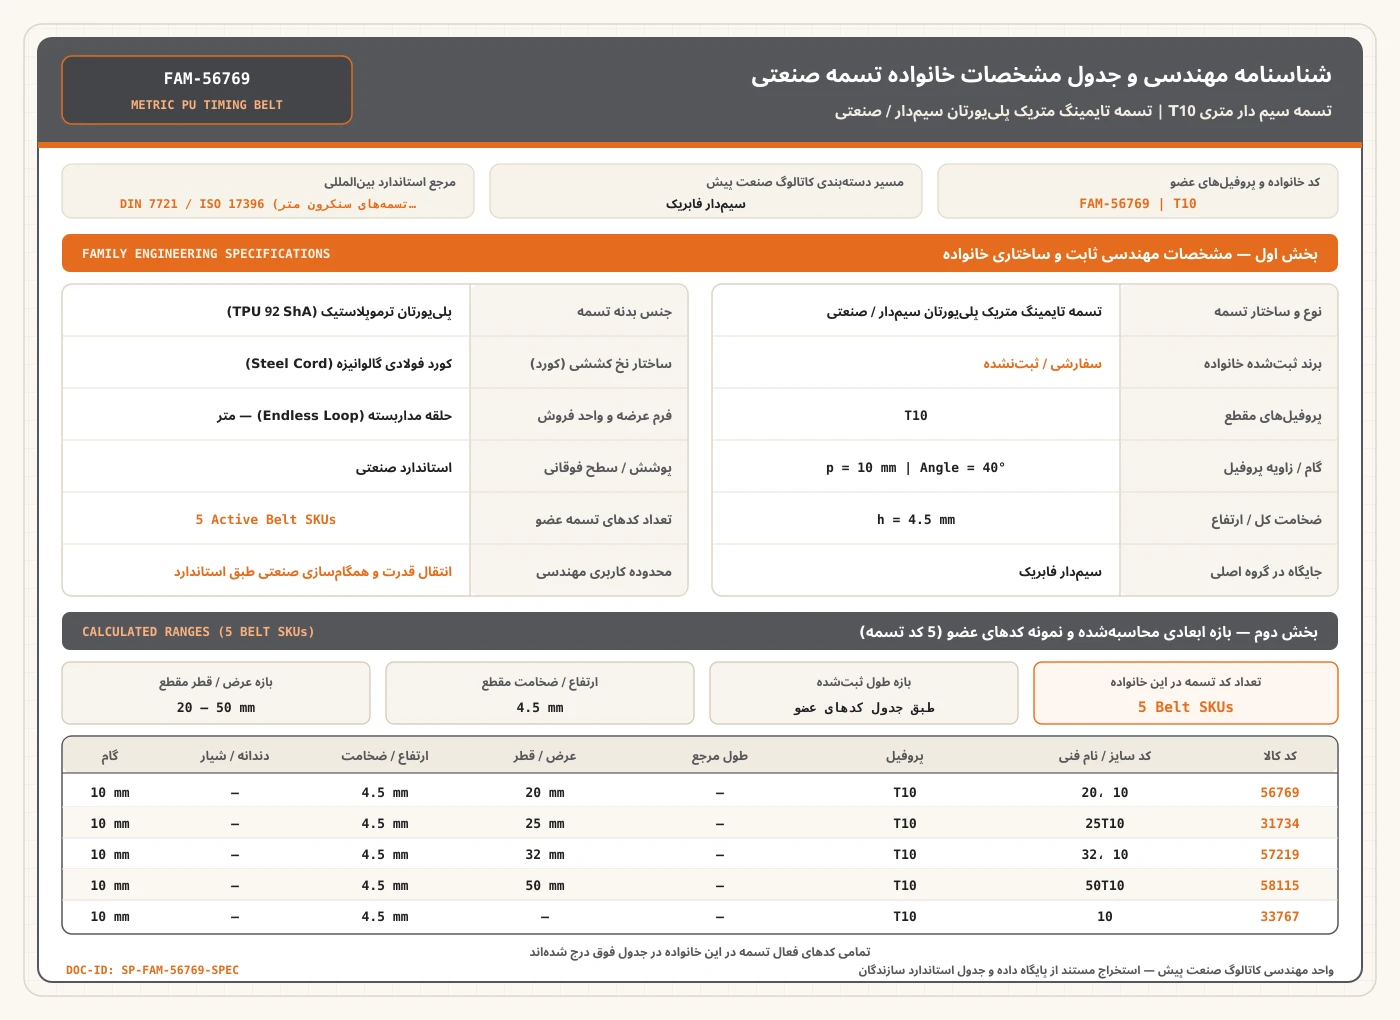 شناسنامه مهندسی و جدول مشخصات خانواده تسمه صنعتی
تسمه سیم دار متری T10 | تسمه تایمینگ متریک پلی‌یورتان سیم‌دار / صنعتی
FAM-56769
METRIC PU TIMING BELT
کد خانواده و پروفیل‌های عضو
FAM-56769 | T10
مسیر دسته‌بندی کاتالوگ صنعت پیش
سیم‌دار فابریک
مرجع استاندارد بین‌المللی
DIN 7721 / ISO 17396 (تسمه‌های سنکرون متر…
بخش اول — مشخصات مهندسی ثابت و ساختاری خانواده
FAMILY ENGINEERING SPECIFICATIONS
نوع و ساختار تسمه
تسمه تایمینگ متریک پلی‌یورتان سیم‌دار / صنعتی
برند ثبت‌شده خانواده
سفارشی / ثبت‌نشده
پروفیل‌های مقطع
T10
گام / زاویه پروفیل
p = 10 mm | Angle = 40°
ضخامت کل / ارتفاع
h = 4.5 mm
جایگاه در گروه اصلی
سیم‌دار فابریک
جنس بدنه تسمه
پلی‌یورتان ترموپلاستیک (TPU 92 ShA)
ساختار نخ کششی (کورد)
کورد فولادی گالوانیزه (Steel Cord)
فرم عرضه و واحد فروش
حلقه مداربسته (Endless Loop) — متر
پوشش / سطح فوقانی
استاندارد صنعتی
تعداد کدهای تسمه عضو
5 Active Belt SKUs
محدوده کاربری مهندسی
انتقال قدرت و همگام‌سازی صنعتی طبق استاندارد
بخش دوم — بازه ابعادی محاسبه‌شده و نمونه کدهای عضو (5 کد تسمه)
CALCULATED RANGES (5 BELT SKUs)
تعداد کد تسمه در این خانواده
5 Belt SKUs
بازه طول ثبت‌شده
طبق جدول کدهای عضو
ارتفاع / ضخامت مقطع
4.5 mm
بازه عرض / قطر مقطع
20 – 50 mm
کد کالا	کد سایز / نام فنی	پروفیل	طول مرجع	عرض / قطر	ارتفاع / ضخامت	دندانه / شیار	گام
56769	20، 10	T10	—	20 mm	4.5 mm	—	10 mm
31734	25T10	T10	—	25 mm	4.5 mm	—	10 mm
57219	32، 10	T10	—	32 mm	4.5 mm	—	10 mm
58115	50T10	T10	—	50 mm	4.5 mm	—	10 mm
33767	10	T10	—	—	4.5 mm	—	10 mm
تمامی کدهای فعال تسمه در این خانواده در جدول فوق درج شده‌اند
واحد مهندسی کاتالوگ صنعت پیش — استخراج مستند از پایگاه داده و جدول استاندارد سازندگان
DOC-ID: SP-FAM-56769-SPEC